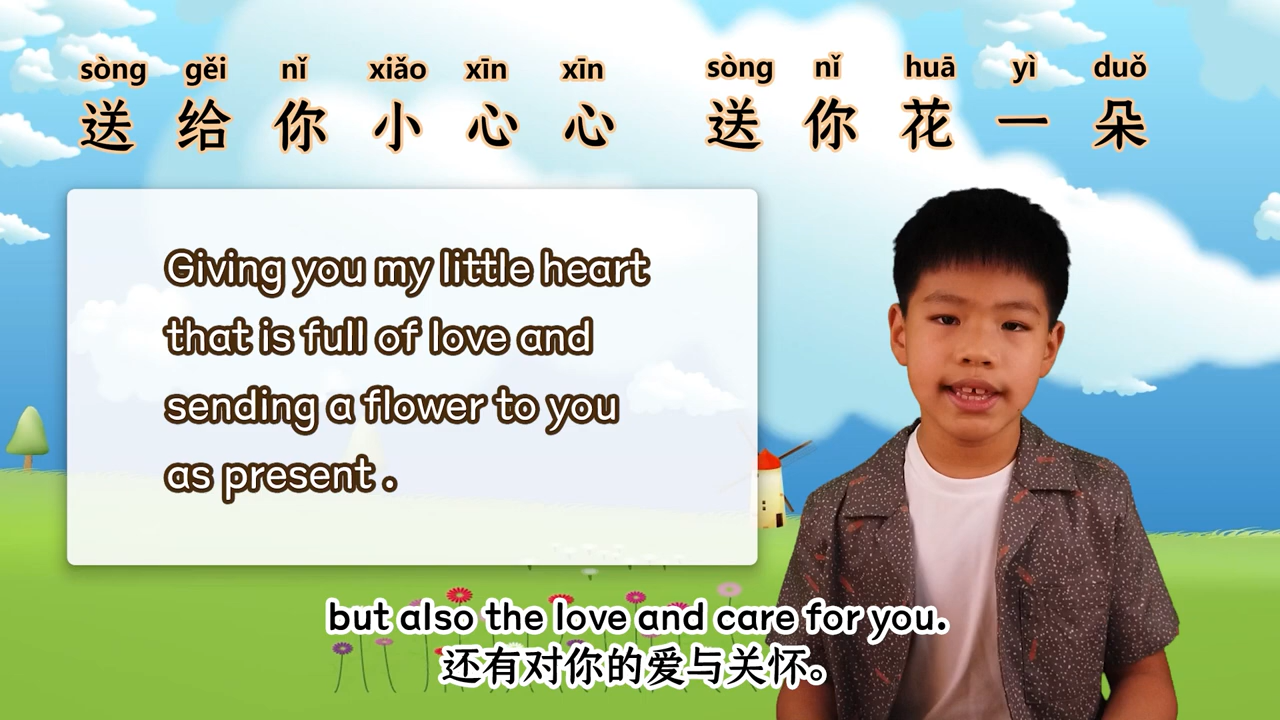 sòng gěi nǐ xiǎo xīn xīn sòng nǐ huā yì duǒ
送给你小心心 送你花一朵
Giving you my little heart
that is full of love and
sending a flower to you
as present .
but also the love and care for you.
还有对你的爱与关怀。